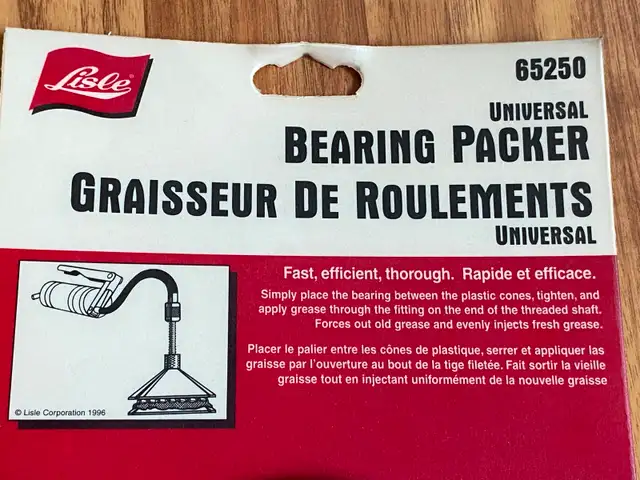 Lisle®
65250
UNIVERSAL
BEARING PACKER
GRAISSEUR DE ROULEMENTS
UNIVERSAL
Fast, efficient, thorough. Rapide et efficace.
Simply place the bearing between the plastic cones, tighten, and
apply grease through the fitting on the end of the threaded shaft.
Forces out old grease and evenly injects fresh grease.
Placer le palier entre les cônes de plastique, serrer et appliquer las
graisse par l'ouverture au bout de la tige filetée. Fait sortir la vieille
graisse tout en injectant uniformément de la nouvelle graisse
© Lisle Corporation 1996